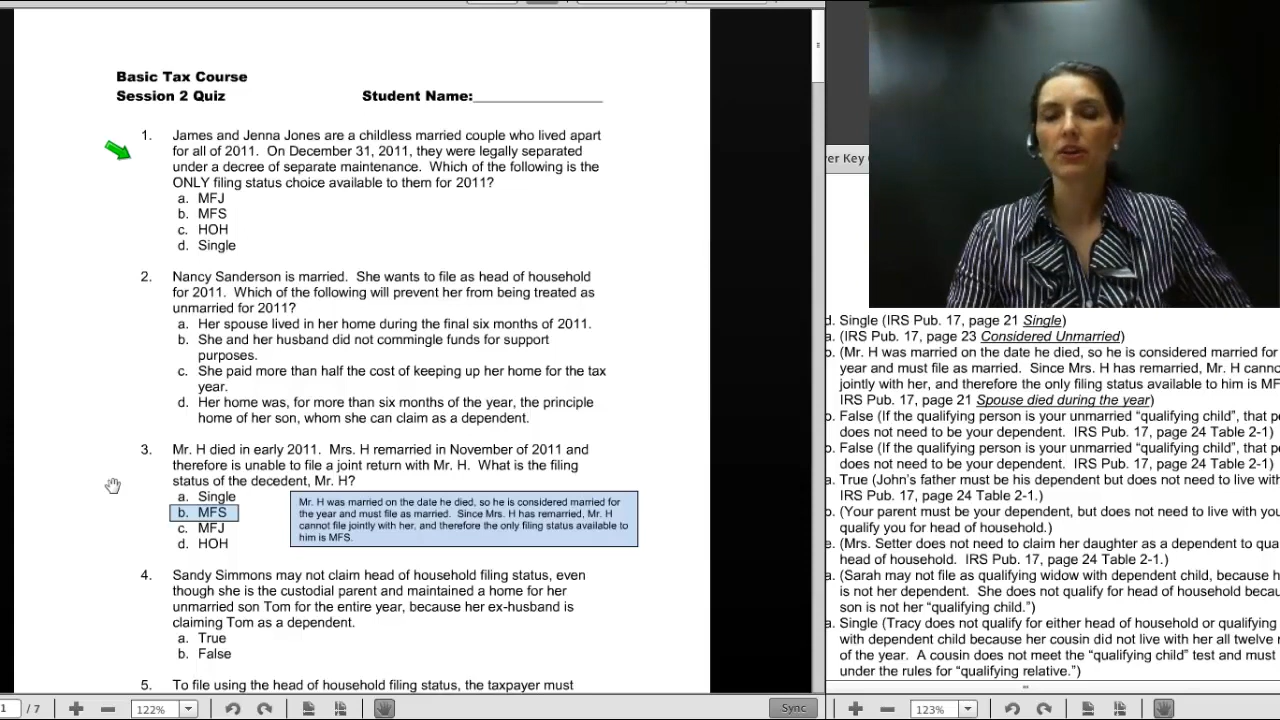 Basic Tax Course
Session 2 Quiz Student Name:_________________
1. James and Jenna Jones are a childless married couple who lived apart
for all of 2011. On December 31, 2011, they were legally separated
under a decree of separate maintenance. Which of the following is the
ONLY filing status choice available to them for 2011?
a. MFJ
b. MFS
c. HOH
d. Single
2. Nancy Sanderson is married. She wants to file as head of household
for 2011. Which of the following will prevent her from being treated as
unmarried for 2011?
a. Her spouse lived in her home during the final six months of 2011.
b. She and her husband did not commingle funds for support
purposes.
c. She paid more than half the cost of keeping up her home for the tax
year.
d. Her home was, for more than six months of the year, the principle
home of her son, whom she can claim as a dependent.
3. Mr. H died in early 2011. Mrs. H remarried in November of 2011 and
therefore is unable to file a joint return with Mr. H. What is the filing
status of the decedent, Mr. H?
a. Single
b. MFS
c. MFJ
d. HOH
Mr. H was married on the date he died, so he is considered married for
the year and must file as married. Since Mrs. H has remarried, Mr. H
cannot file jointly with her, and therefore the only filing status available to
him is MFS.
4. Sandy Simmons may not claim head of household filing status, even
though she is the custodial parent and maintained a home for her
unmarried son Tom for the entire year, because her ex-husband is
claiming Tom as a dependent.
a. True
b. False
5. To file using the head of household filing status, the taxpayer must
1 / 7 122% Sync
er Key
d. Single (IRS Pub. 17, page 21 Single)
a. (IRS Pub. 17, page 23 Considered Unmarried)
b. (Mr. H was married on the date he died, so he is considered married for
year and must file as married. Since Mrs. H has remarried, Mr. H cann
jointly with her, and therefore the only filing status available to him is MF
IRS Pub. 17, page 21 Spouse died during the year)
b. False (If the qualifying person is your unmarried "qualifying child", that pe
does not need to be your dependent. IRS Pub. 17, page 24 Table 2-1)
b. False (If the qualifying person is your unmarried "qualifying child", that pe
does not need to be your dependent. IRS Pub. 17, page 24 Table 2-1)
a. True (John's father must be his dependent but does not need to live with
IRS Pub. 17, page 24 Table 2-1.)
(Your parent must be your dependent, but does not need to live with you
qualify you for head of household.)
e. (Mrs. Setter does not need to claim her daughter as a dependent to qua
head of household. IRS Pub. 17, page 24 Table 2-1.)
a. (Sarah may not file as qualifying widow with dependent child, because h
is not her dependent. She does not qualify for head of household becau
son is not her "qualifying child.")
a. Single (Tracy does not qualify for either head of household or qualifying
with dependent child because her cousin did not live with her all twelve
of the year. A cousin does not meet the "qualifying child" test and must
under the rules for "qualifying relative.")
123%